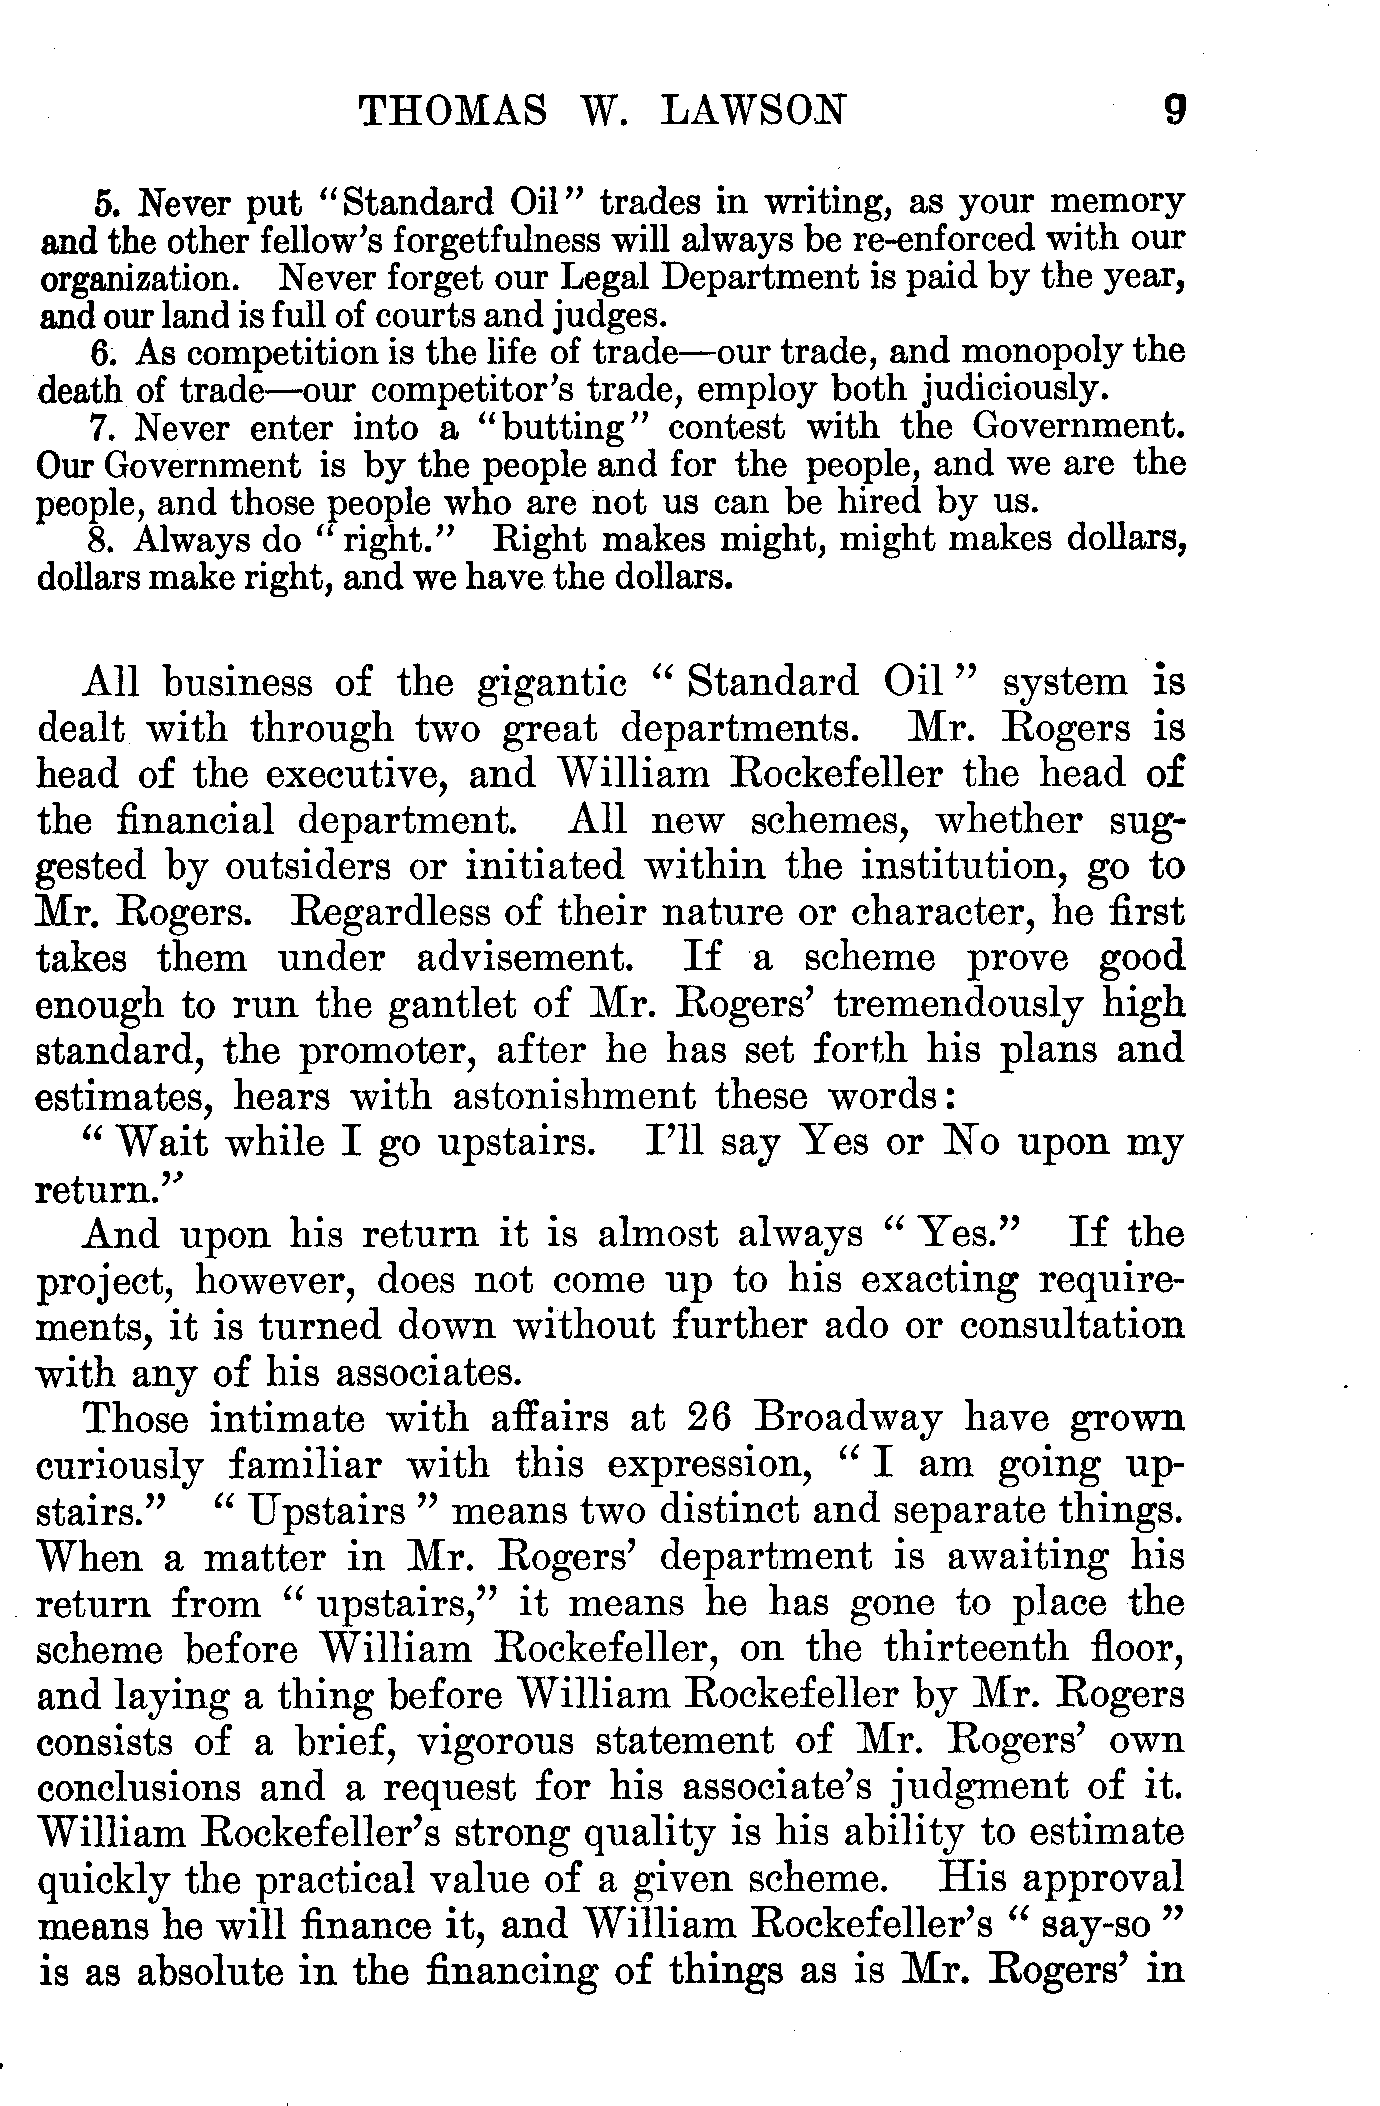 THOMAS W. LAWSON 9
5. Never put "Standard Oil" trades in writing, as your memory
and the other fellow's forgetfulness will always be re-enforced with our
organization. Never forget our Legal Department is paid by the year,
and our land is full of courts and judges.
6. As competition is the life of trade—our trade, and monopoly the
death of trade—our competitor's trade, employ both judiciously.
7. Never enter into a "butting" contest with the Government.
Our Government is by the people and for the people, and we are the
people, and those people who are not us can be hired by us.
8. Always do "right." Right makes might, might makes dollars,
dollars make right, and we have the dollars.
All business of the gigantic "Standard Oil" system is
dealt with through two great departments. Mr. Rogers is
head of the executive, and William Rockefeller the head of
the financial department. All new schemes, whether sug-
gested by outsiders or initiated within the institution, go to
Mr. Rogers. Regardless of their nature or character, he first
takes them under advisement. If a scheme prove good
enough to run the gantlet of Mr. Rogers' tremendously high
standard, the promoter, after he has set forth his plans and
estimates, hears with astonishment these words:
"Wait while I go upstairs. I'll say Yes or No upon my
return."
And upon his return it is almost always "Yes." If the
project, however, does not come up to his exacting require-
ments, it is turned down without further ado or consultation
with any of his associates.
Those intimate with affairs at 26 Broadway have grown
curiously familiar with this expression, "I am going up-
stairs." "Upstairs" means two distinct and separate things.
When a matter in Mr. Rogers' department is awaiting his
return from "upstairs," it means he has gone to place the
scheme before William Rockefeller, on the thirteenth floor,
and laying a thing before William Rockefeller by Mr. Rogers
consists of a brief, vigorous statement of Mr. Rogers' own
conclusions and a request for his associate's judgment of it.
William Rockefeller's strong quality is his ability to estimate
quickly the practical value of a given scheme. His approval
means he will finance it, and William Rockefeller's "say-so"
is as absolute in the financing of things as is Mr. Rogers' in